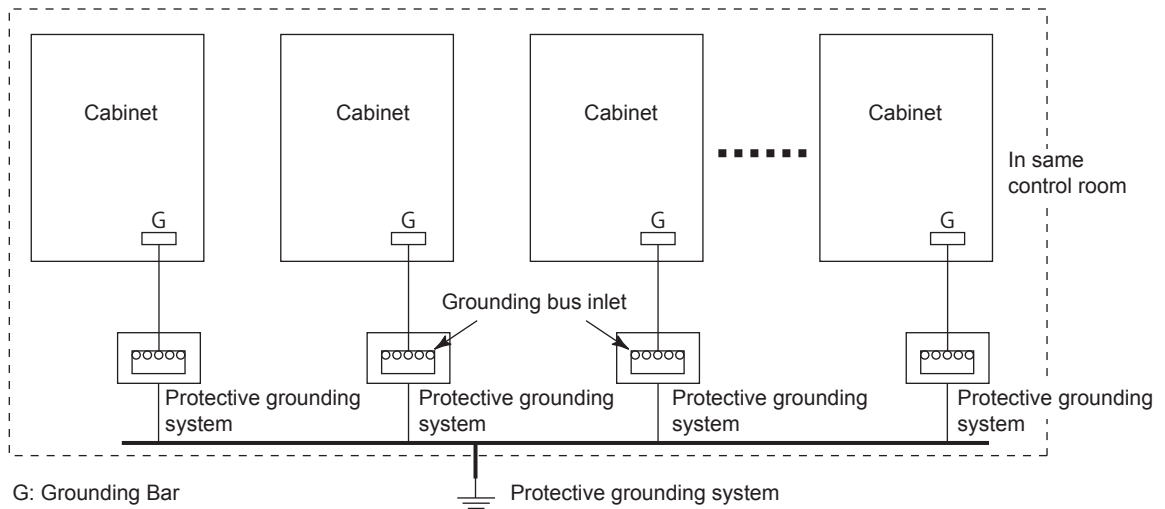 Cabinet
Cabinet
Cabinet
Cabinet
In same
control room
G
G
G
G
Grounding bus inlet
Protective grounding
system
Protective grounding
system
Protective grounding
system
Protective grounding
system
G: Grounding Bar
Protective grounding system